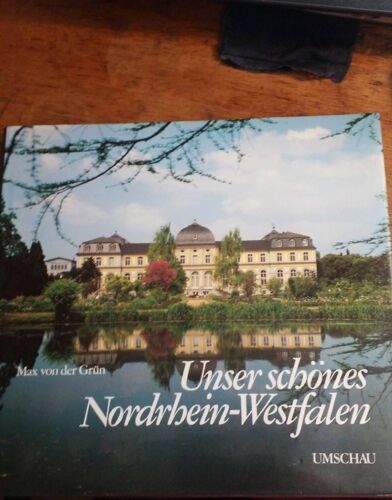 Max von der Grün
Unser schönes
Nordrhein-Westfalen
UMSCHAU